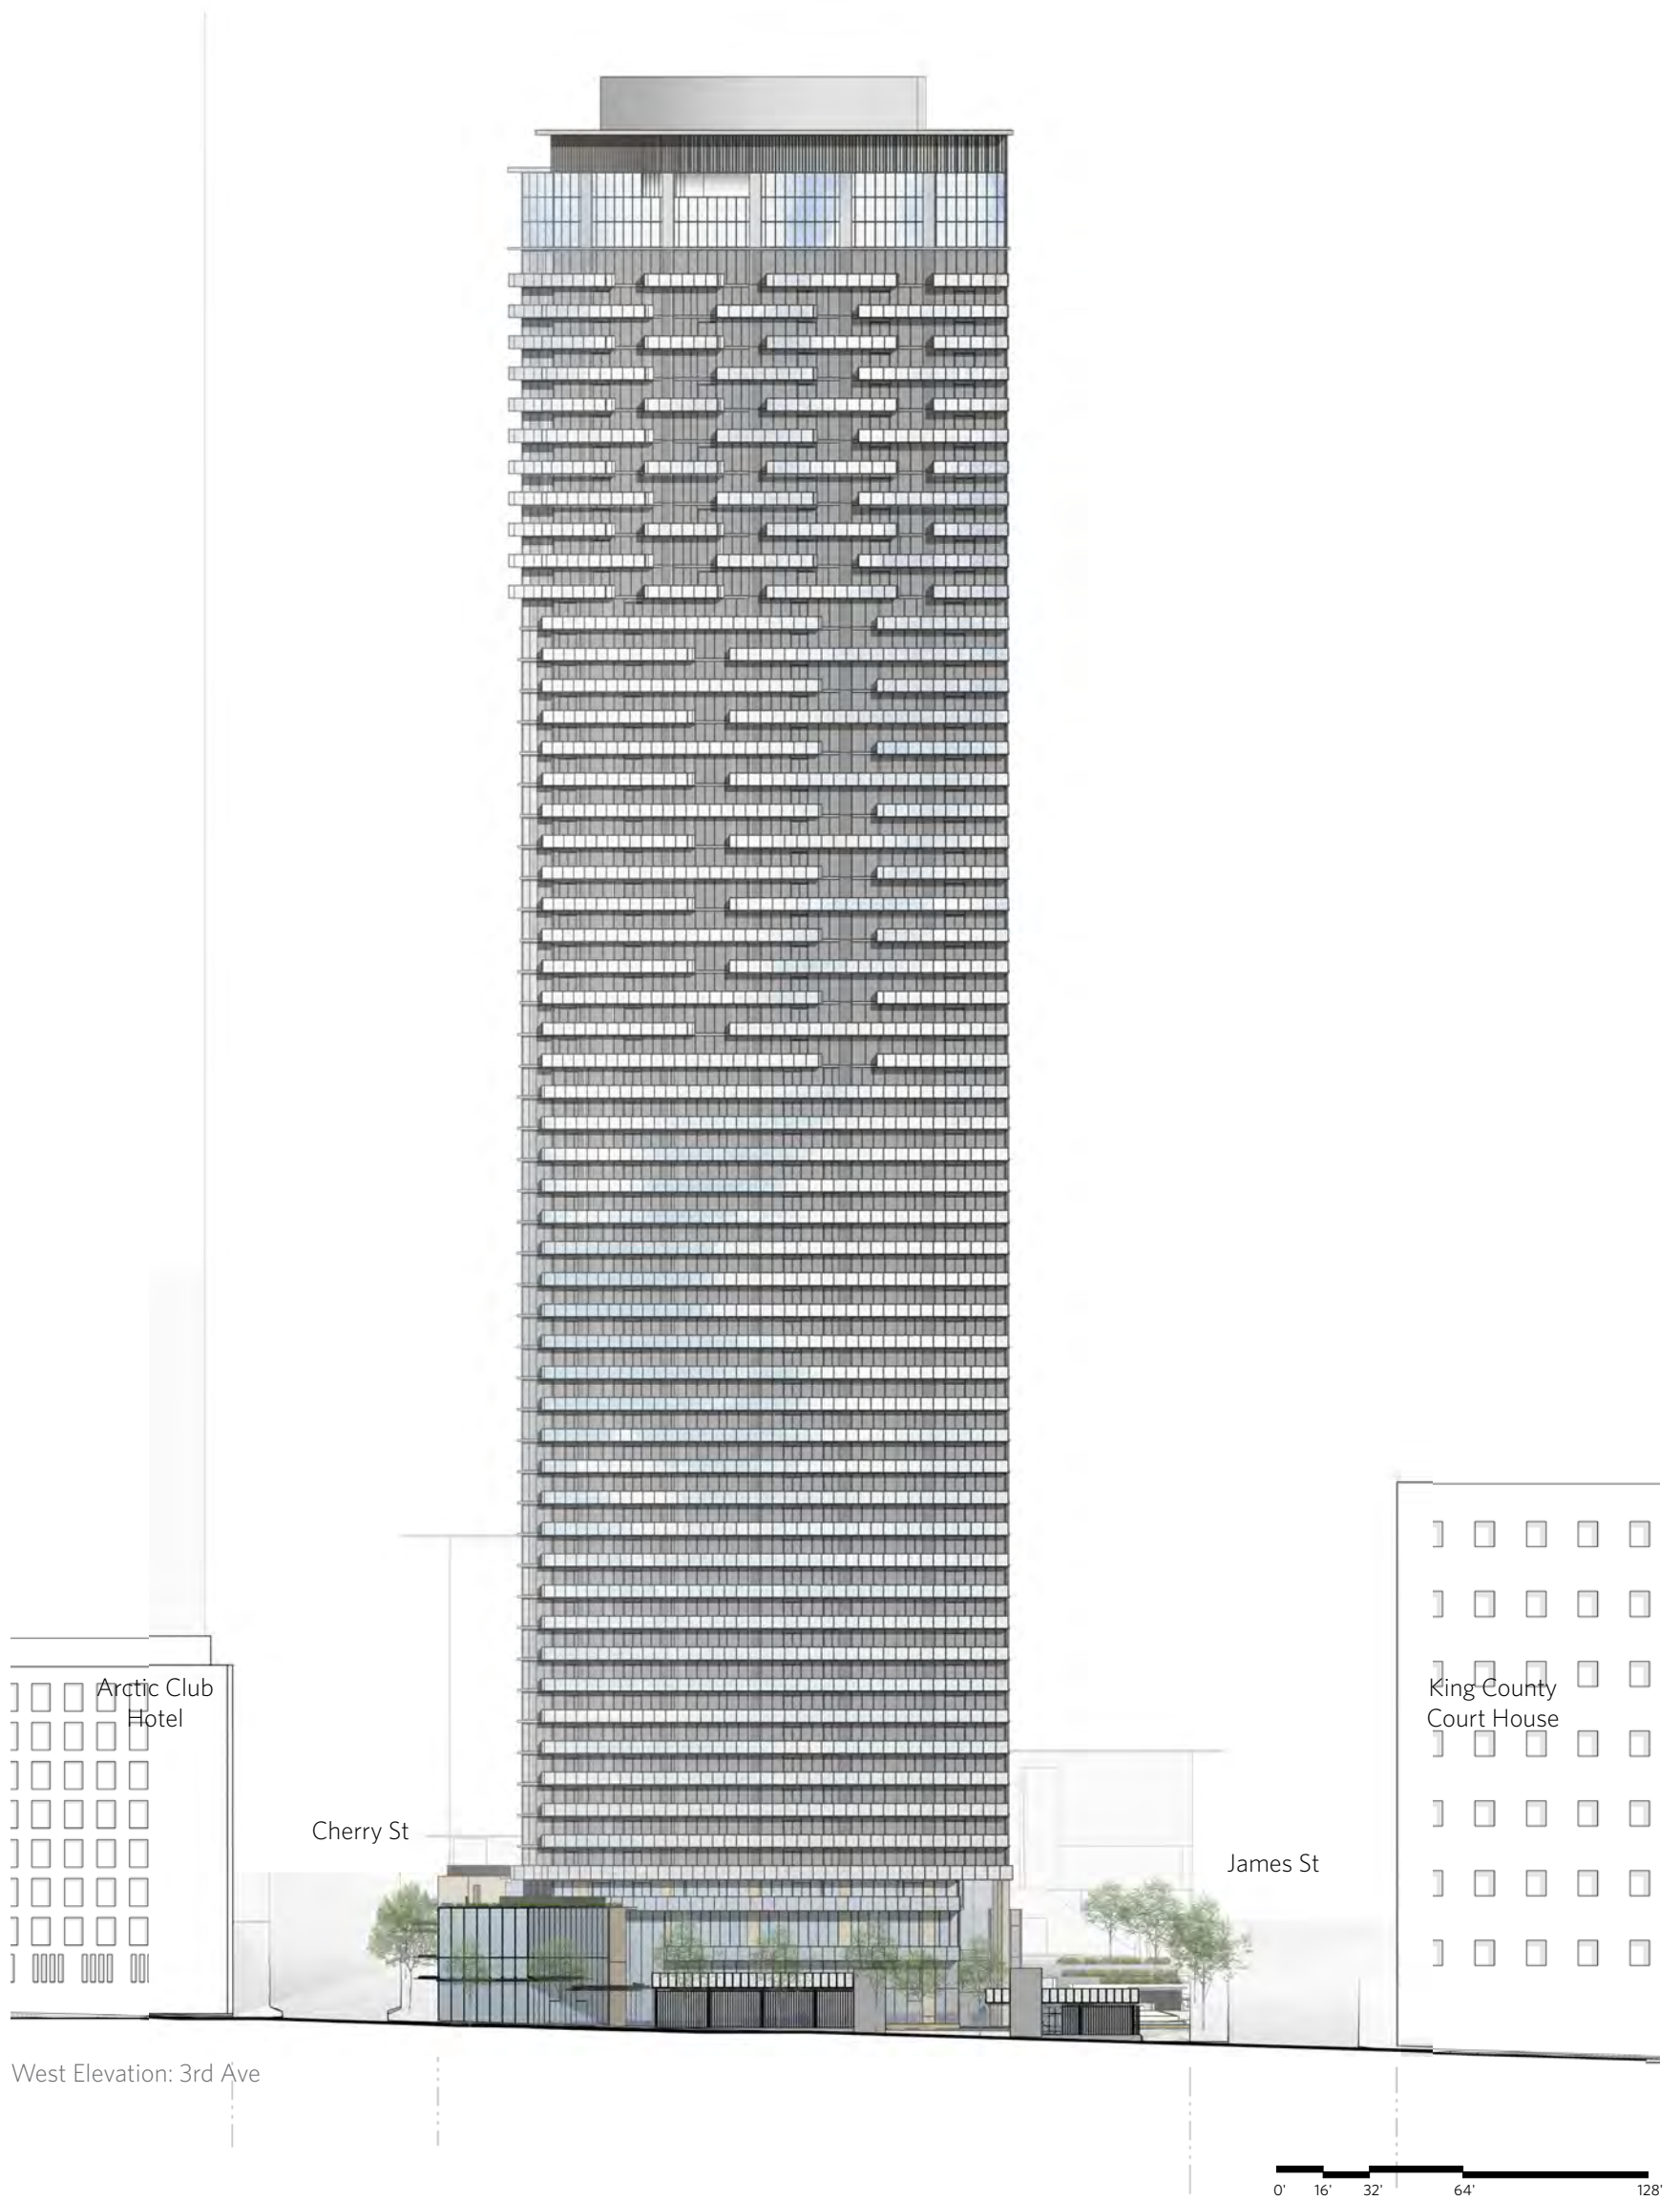 Arctic Club
Hotel
King County
Court House
Cherry St
James St
West Elevation: 3rd Ave
0' 16' 32' 64' 128'